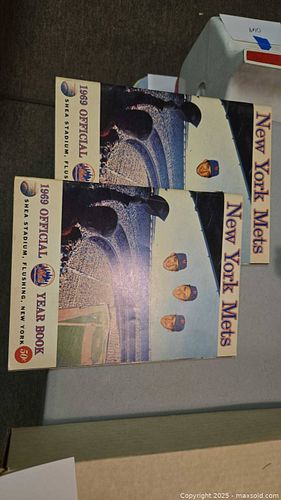 New York Mets
1969 OFFICIAL
SHEA STADIUM, FLUS
New York Mets
1969 OFFICIAL YEAR BOOK
SHEA STADIUM, FLUSHING, NEW YORK
50¢
Copyright 2025 - maxsold.com